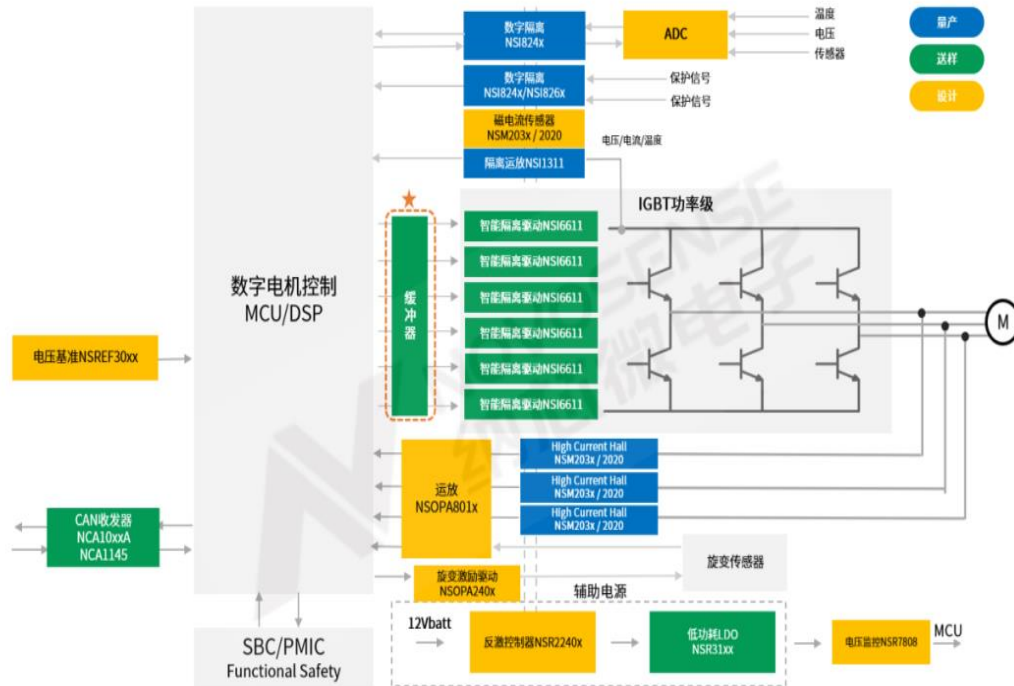 数字隔离
NSI824x
ADC
温度
电压
传感器
量产
送样
设计
数字隔离
NSI824x/NSI826x
保护信号
保护信号
磁电流传感器
NSM203x / 2020
隔离运放NSI1311
电压/电流/温度
IGBT功率级
数字电机控制
MCU/DSP
缓冲器
智能隔离驱动NSI6611
智能隔离驱动NSI6611
智能隔离驱动NSI6611
智能隔离驱动NSI6611
智能隔离驱动NSI6611
智能隔离驱动NSI6611
M
电压基准NSREF30xx
NOVOSENSE
纳芯微电子
运放
NSOPA801x
High Current Hall
NSM203x / 2020
High Current Hall
NSM203x / 2020
High Current Hall
NSM203x / 2020
CAN收发器
NCA10xxA
NCA1145
旋变传感器
旋变激励驱动
NSOPA240x
辅助电源
SBC/PMIC
Functional Safety
12Vbatt
反激控制器NSR2240x
低功耗LDO
NSR31xx
电压监控NSR7808
MCU